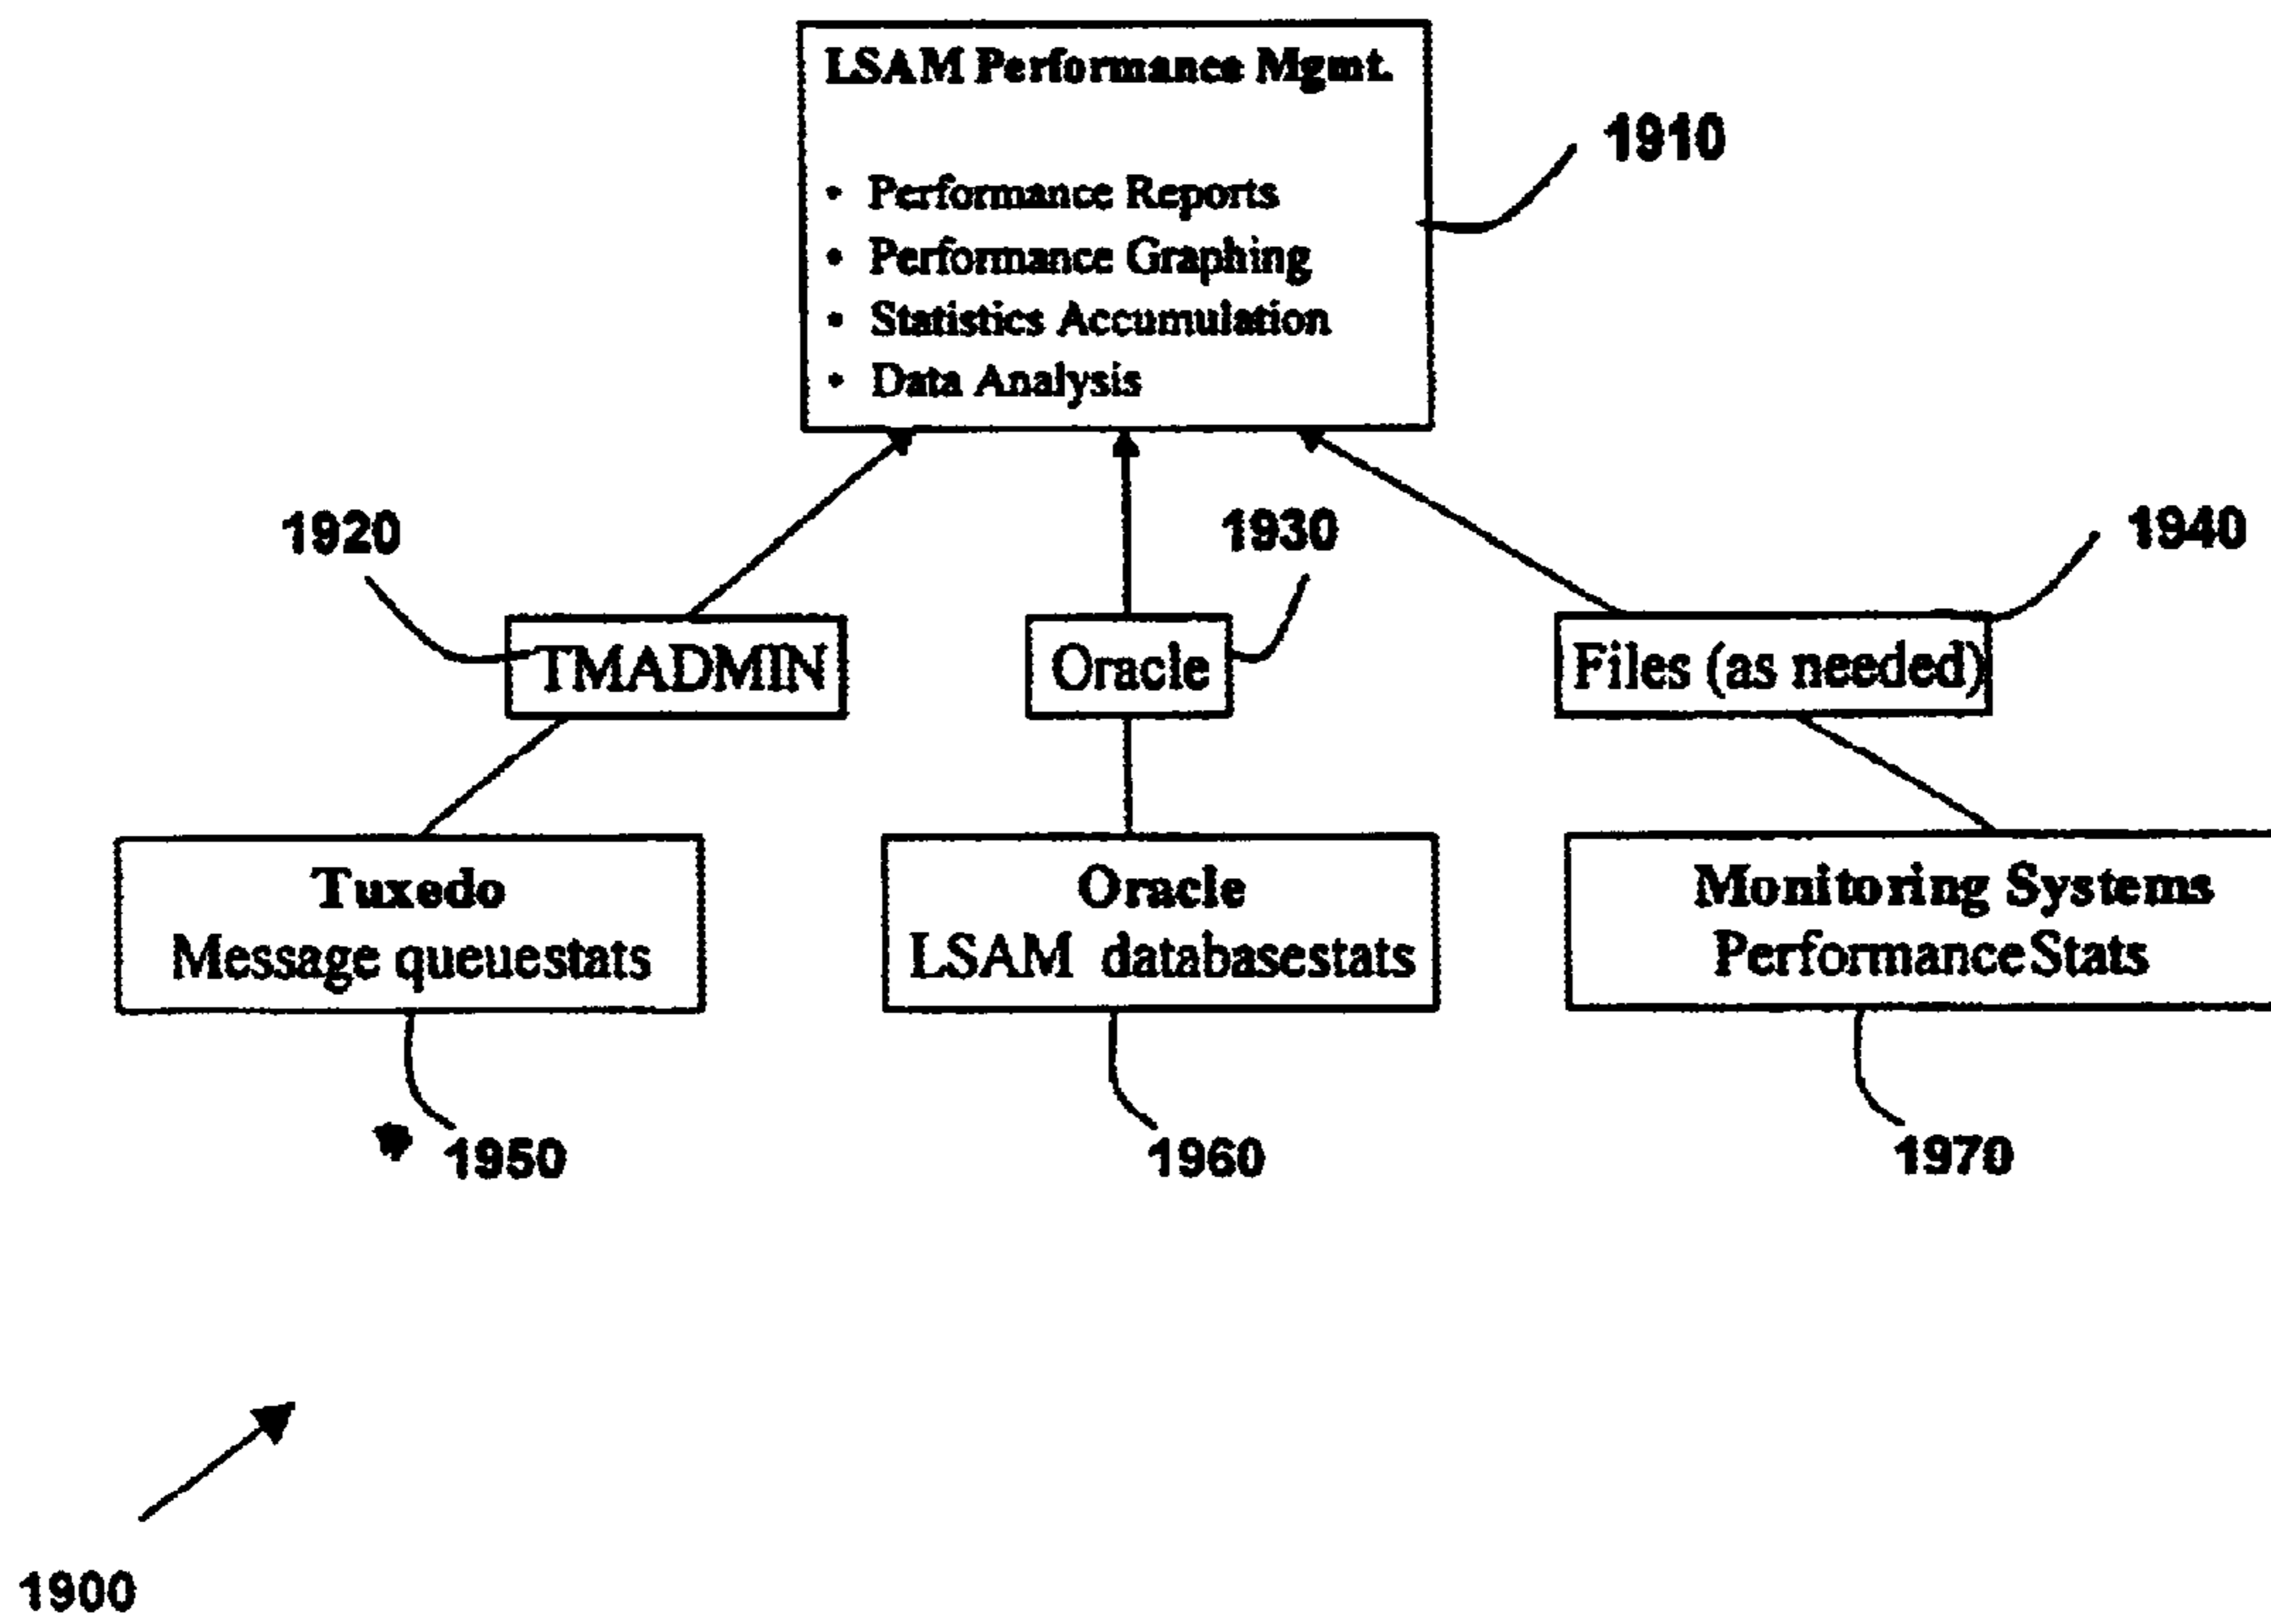 LSAM Performance Mgmt.
• Performance Reports
• Performance Graphing
• Statistics Accumulation
• Data Analysis
1910
1920
1930
1940
TMADMIN
Oracle
Files (as needed)
Tuxedo
Message queuestats
Oracle
LSAM databasestats
Monitoring Systems
PerformanceStats
1950
1960
1970
1900